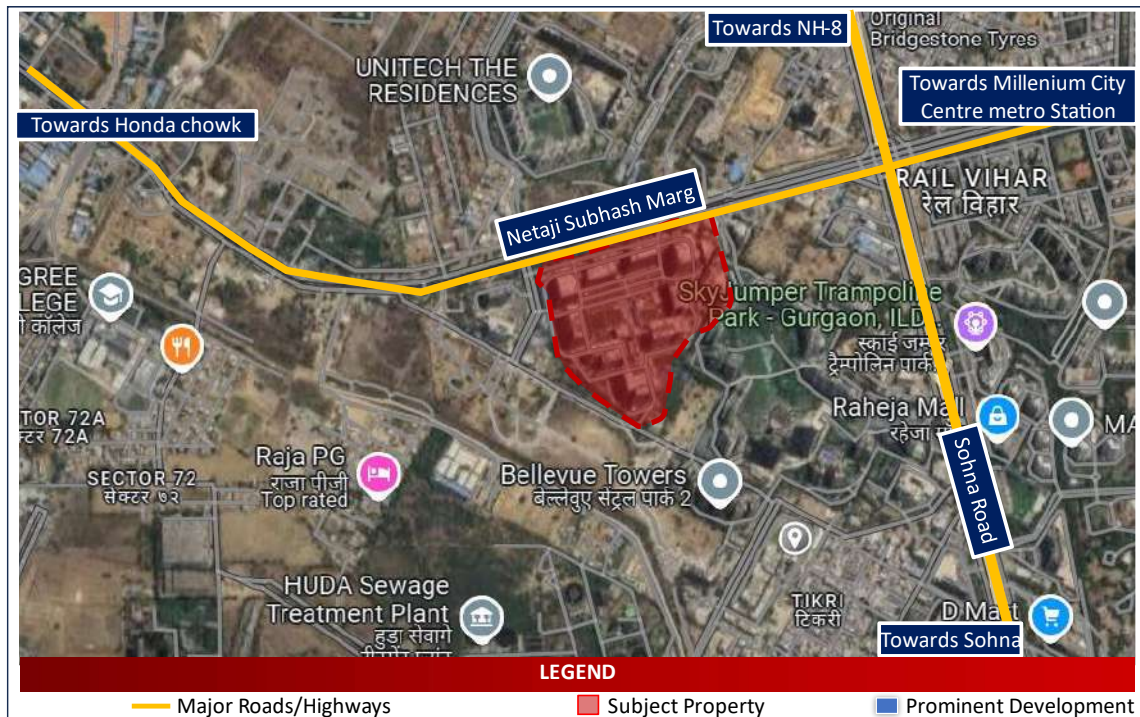 Original
Bridgestone Tyres
Towards NH-8
UNITECH THE
RESIDENCES
Towards Millenium City
Centre metro Station
Towards Honda chowk
RAIL VIHAR
रेल विहार
Netaji Subhash Marg
GREE
LLEGE
कॉलेज
SkyJumper Trampoline
Park - Gurgaon, ILD..
स्काई जम्पर
ट्रैम्पोलिन पार्क
TOR 72A
क्टर 72A
Raheja Mall
रहेजा
MA
SECTOR 72
सेक्टर ७२
Raja PG
राजा पीजी
Top rated
Bellevue Towers
बेल्लेवुए सेंट्रल पार्क 2
Sohna Road
HUDA Sewage
Treatment Plant
हुडा सेवागे
TIKRI
टिकरी
D Mart
Towards Sohna
LEGEND
Major Roads/Highways
Subject Property
Prominent Development